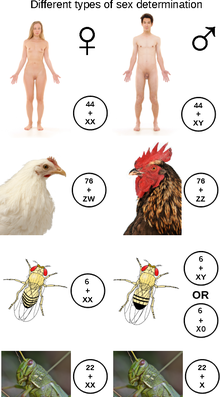 Different types of sex determination
♀ ♂
44
+
XX
44
+
XY
76
+
ZW
76
+
ZZ
6
+
XX
6
+
XY
OR
6
+
X0
22
+
XX
22
+
X